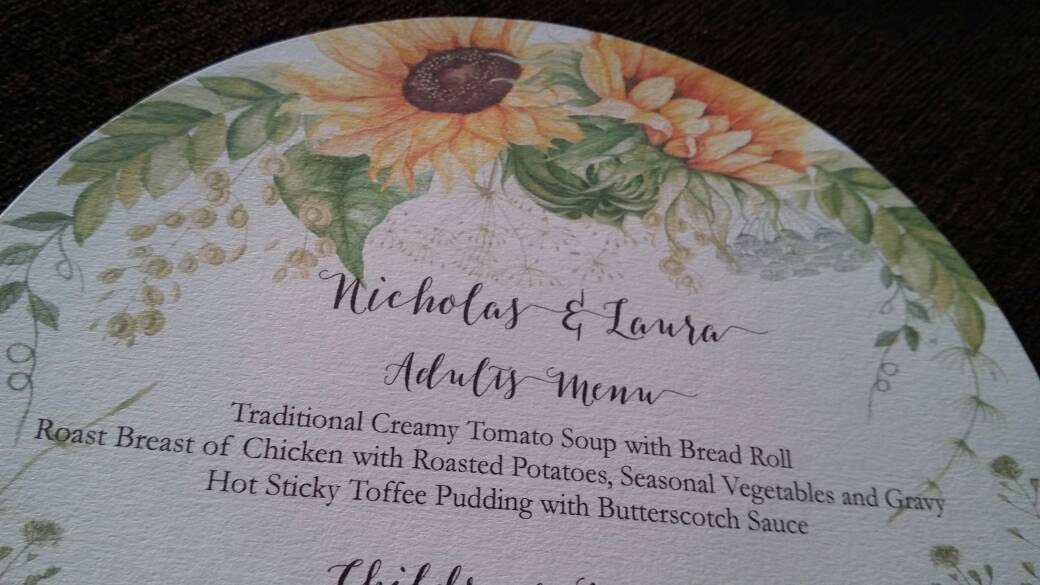 Nicholas & Laura
Adults Menu
Traditional Creamy Tomato Soup with Bread Roll
Roast Breast of Chicken with Roasted Potatoes, Seasonal Vegetables and Gravy
Hot Sticky Toffee Pudding with Butterscotch Sauce